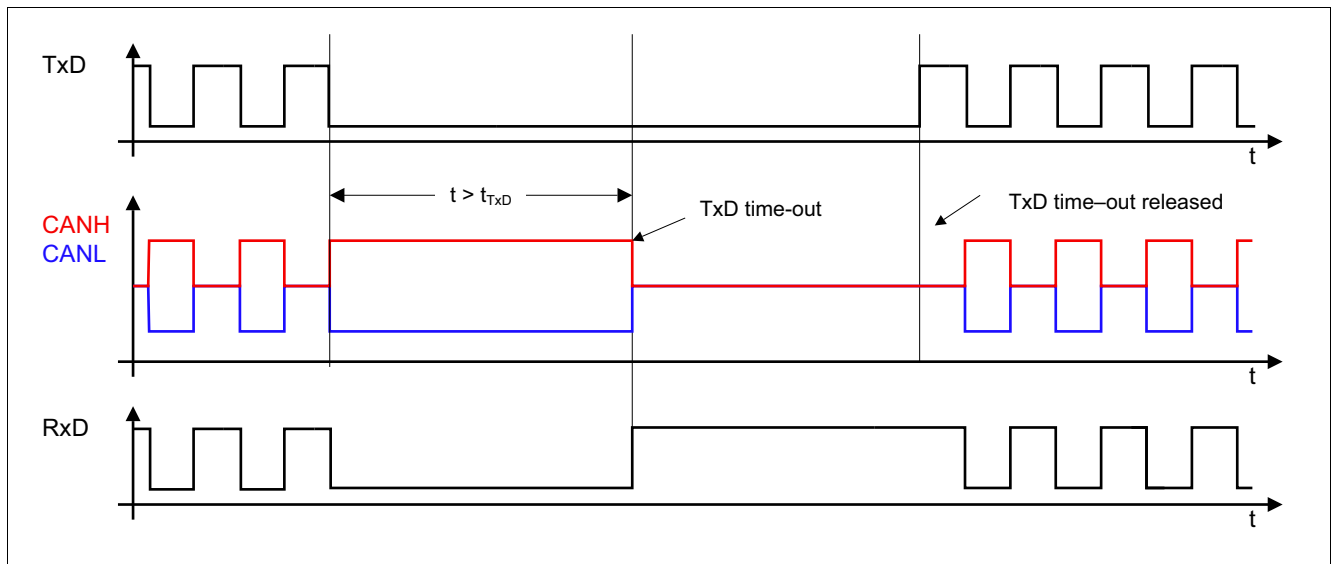 TxD
t
t > tTxD
TxD time-out
TxD time–out released
CANH
CANL
t
RxD
t